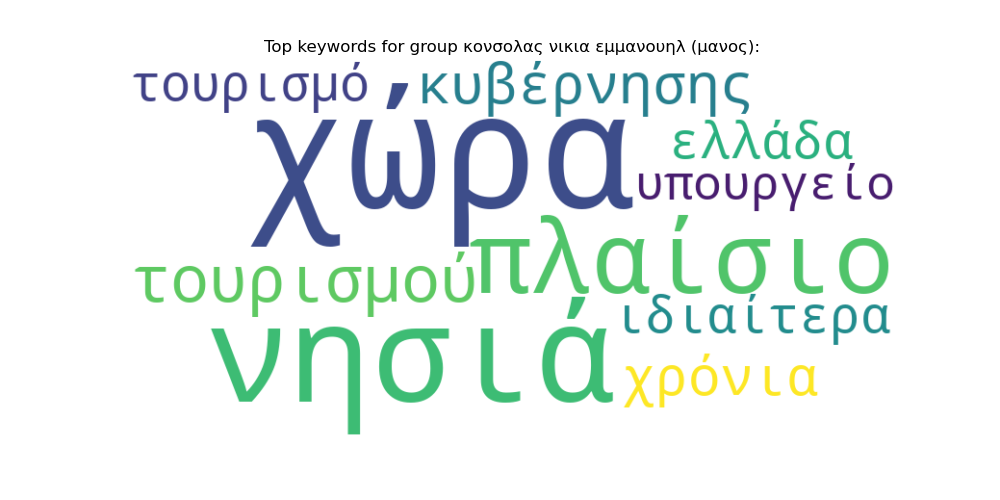 Top keywords for group κονσολας νικια εμμανουηλ (μανος):
τουρισμό κυβέρνησης
χώρα ελλάδα
υπουργείο
πλαίσιο
τουρισμού
ιδιαίτερα
νησιά
χρόνια